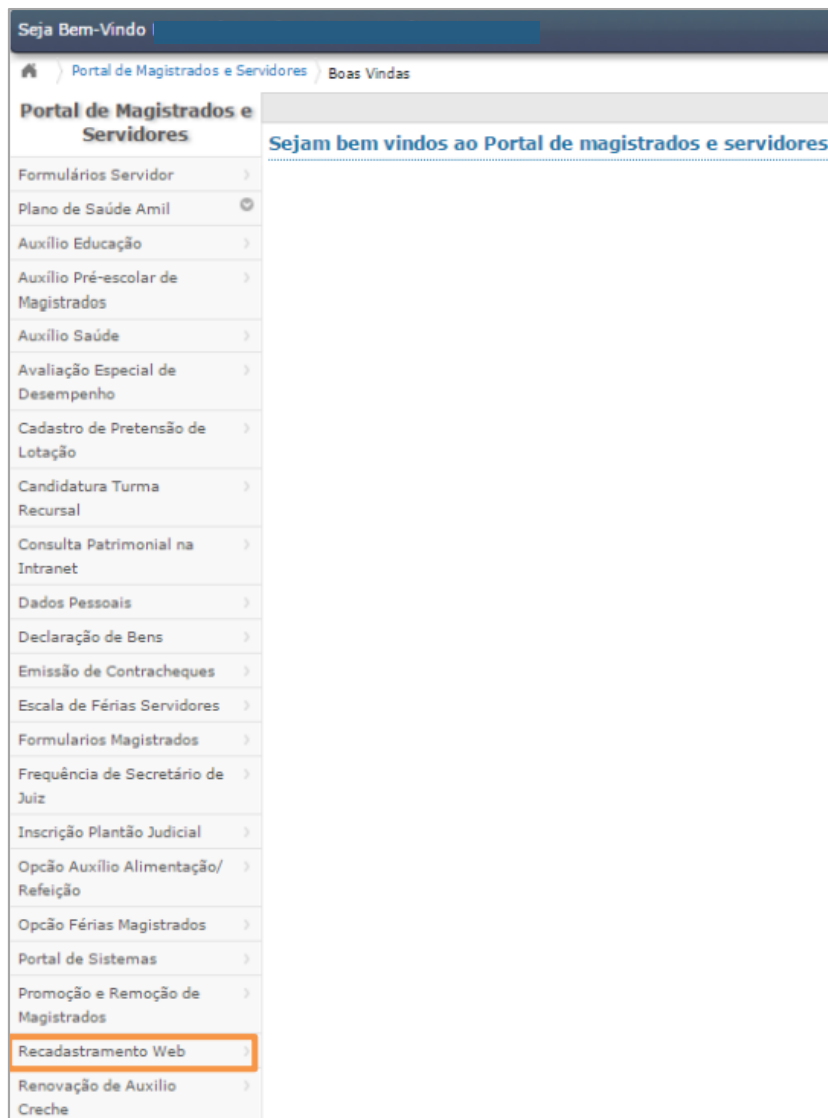 Seja Bem-Vindo
Portal de Magistrados e Servidores
Boas Vindas
Portal de Magistrados e
Servidores
Sejam bem vindos ao Portal de magistrados e servidores
Formulários Servidor
Plano de Saúde Amil
Auxílio Educação
Auxílio Pré-escolar de
Magistrados
Auxílio Saúde
Avaliação Especial de
Desempenho
Cadastro de Pretensão de
Lotação
Candidatura Turma
Recursal
Consulta Patrimonial na
Intranet
Dados Pessoais
Declaração de Bens
Emissão de Contracheques
Escala de Férias Servidores
Formularios Magistrados
Frequência de Secretário de
Juiz
Inscrição Plantão Judicial
Opcão Auxílio Alimentação/
Refeição
Opcão Férias Magistrados
Portal de Sistemas
Promoção e Remoção de
Magistrados
Recadastramento Web
Renovação de Auxilio
Creche